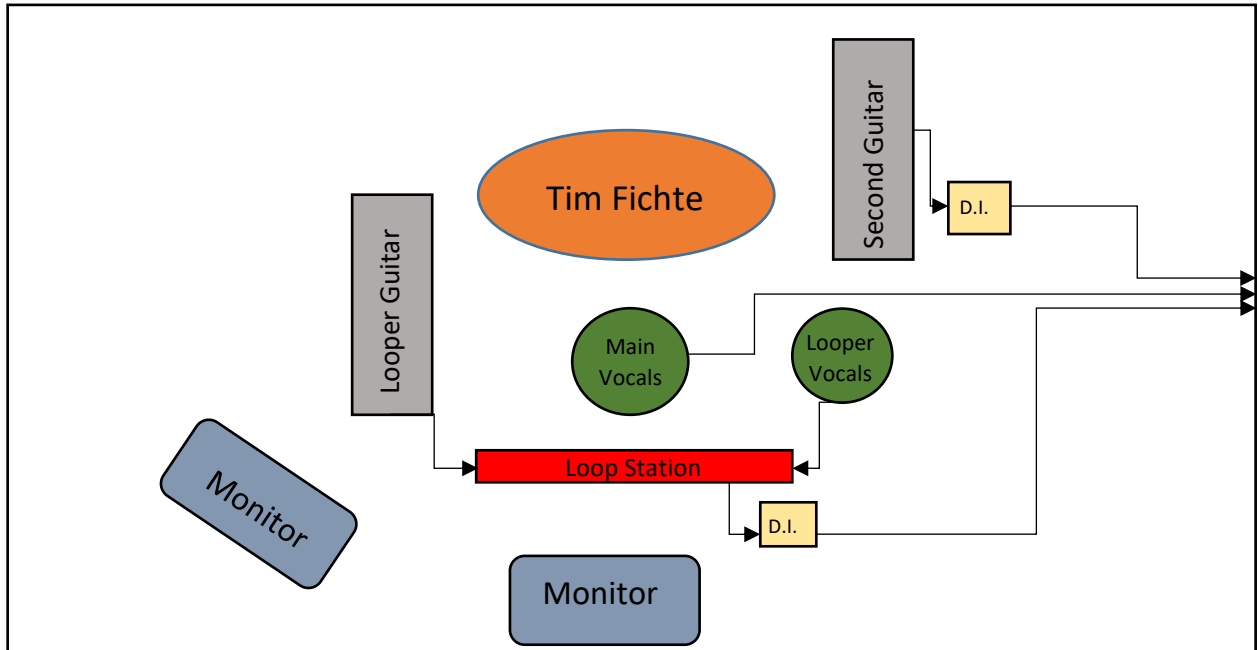 Second Guitar
Tim Fichte
D.I.
Looper Guitar
Main
Vocals
Looper
Vocals
Loop Station
Monitor
D.I.
Monitor